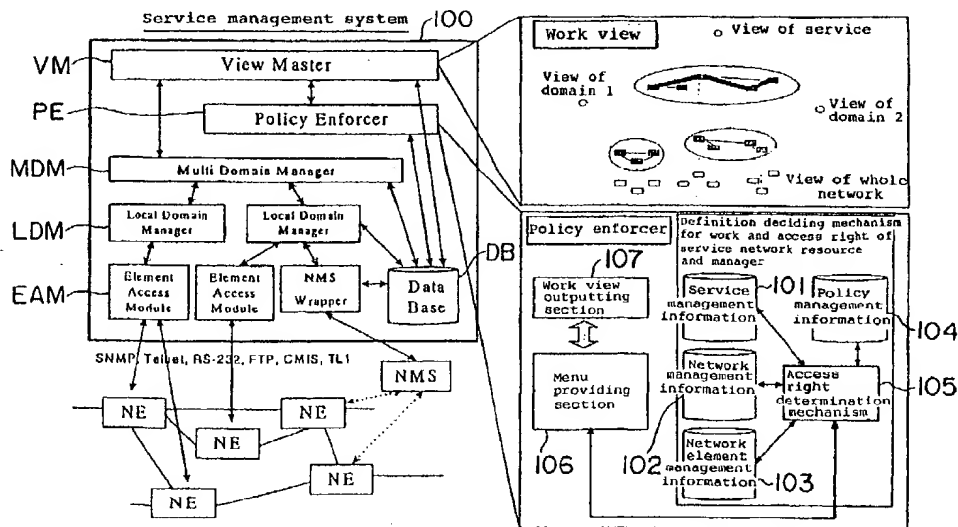 Service management system
100
VM
View Master
PE
Policy Enforcer
MDM
Multi Domain Manager
LDM
Local Domain
Manager
Local Domain
Manager
DB
EAM
Element
Access
Module
Element
Access
Module
NMS
Wrapper
Data
Base
SNMP, Telnet, RS-232, FTP, CMIS, TL1
NMS
NE
NE
NE
NE
NE
Work view
View of service
View of
domain 1
View of
domain 2
View of whole
network
Policy enforcer
Definition deciding mechanism
for work and access right of
service network resource
and manager
107
Work view
outputting
section
101
Service
management
information
Policy
management
information
104
Menu
providing
section
106
Network
management
information
102
Access
right
determination
mechanism
105
Network
element
management
information
103